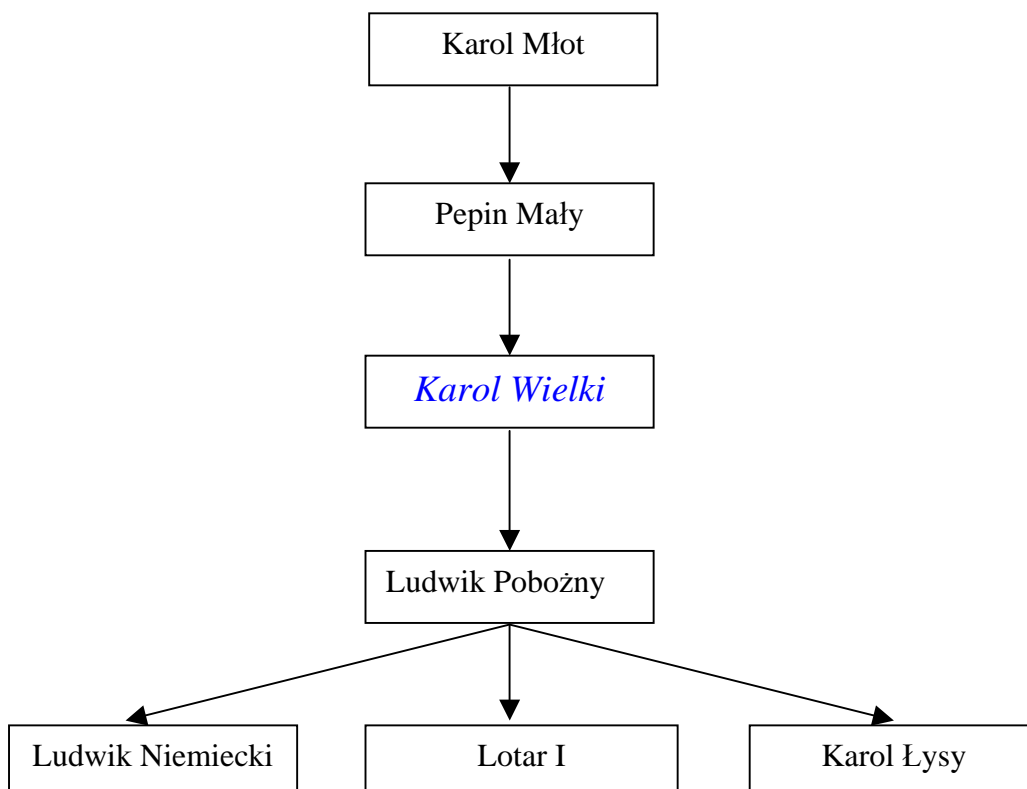 Karol Młot
Pepin Mały
Karol Wielki
Ludwik Pobożny
Ludwik Niemiecki
Lotar I
Karol Łysy